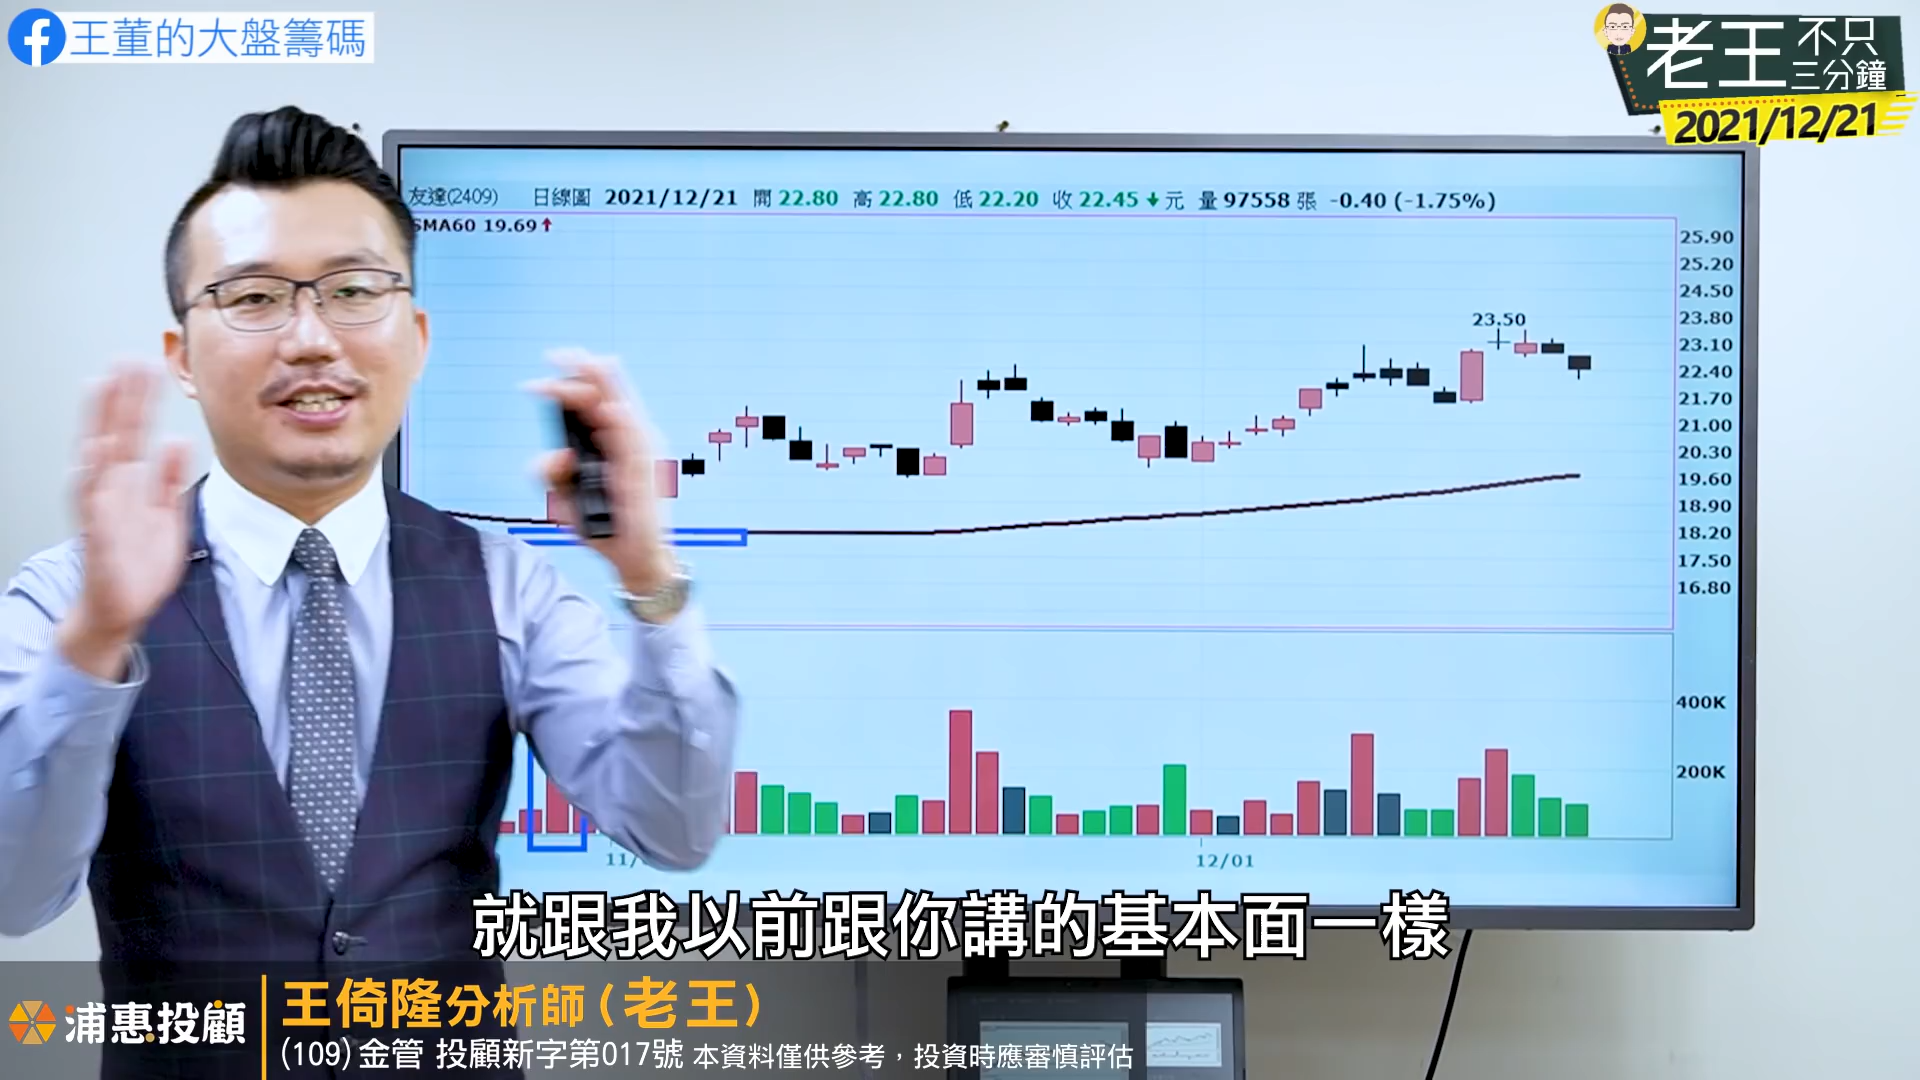 王董的大盤籌碼
老王不只三分鐘
2021/12/21
友達(2409) 日線圖 2021/12/21 開 22.80 高 22.80 低 22.20 收 22.45↓元 量 97558 張 -0.40 (-1.75%)
SMA60 19.69↑
23.50
25.90
25.20
24.50
23.80
23.10
22.40
21.70
21.00
20.30
19.60
18.90
18.20
17.50
16.80
400K
200K
12/01
就跟我以前跟你講的基本面一樣
浦惠投顧
王倚隆分析師(老王)
(109)金管 投顧新字第017號 本資料僅供參考，投資時應審慎評估